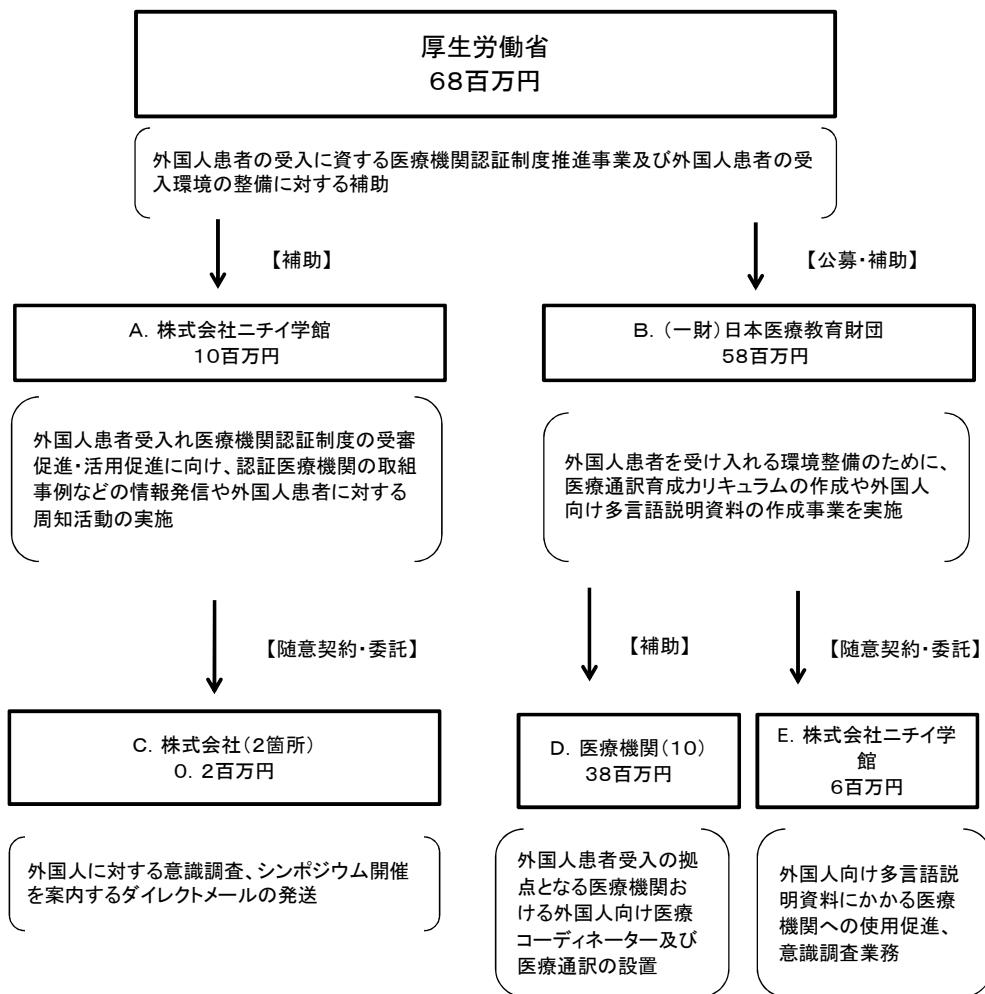 厚生労働省
68百万円
外国人患者の受入に資する医療機関認証制度推進事業及び外国人患者の受
入環境の整備に対する補助
【補助】
【公募・補助】
A. 株式会社ニチイ学館
10百万円
B. (一財)日本医療教育財団
58百万円
外国人患者受入れ医療機関認証制度の受審
促進・活用促進に向け、認証医療機関の取組
事例などの情報発信や外国人患者に対する
周知活動の実施
外国人患者を受け入れる環境整備のために、
医療通訳育成カリキュラムの作成や外国人
向け多言語説明資料の作成事業を実施
【随意契約・委託】
【補助】
【随意契約・委託】
C. 株式会社(2箇所)
0. 2百万円
D. 医療機関(10)
38百万円
E. 株式会社ニチイ学
館
6百万円
外国人に対する意識調査、シンポジウム開催
を案内するダイレクトメールの発送
外国人患者受入の拠
点となる医療機関お
ける外国人向け医療
コーディネーター及び
医療通訳の設置
外国人向け多言語説
明資料にかかる医療
機関への使用促進、
意識調査業務